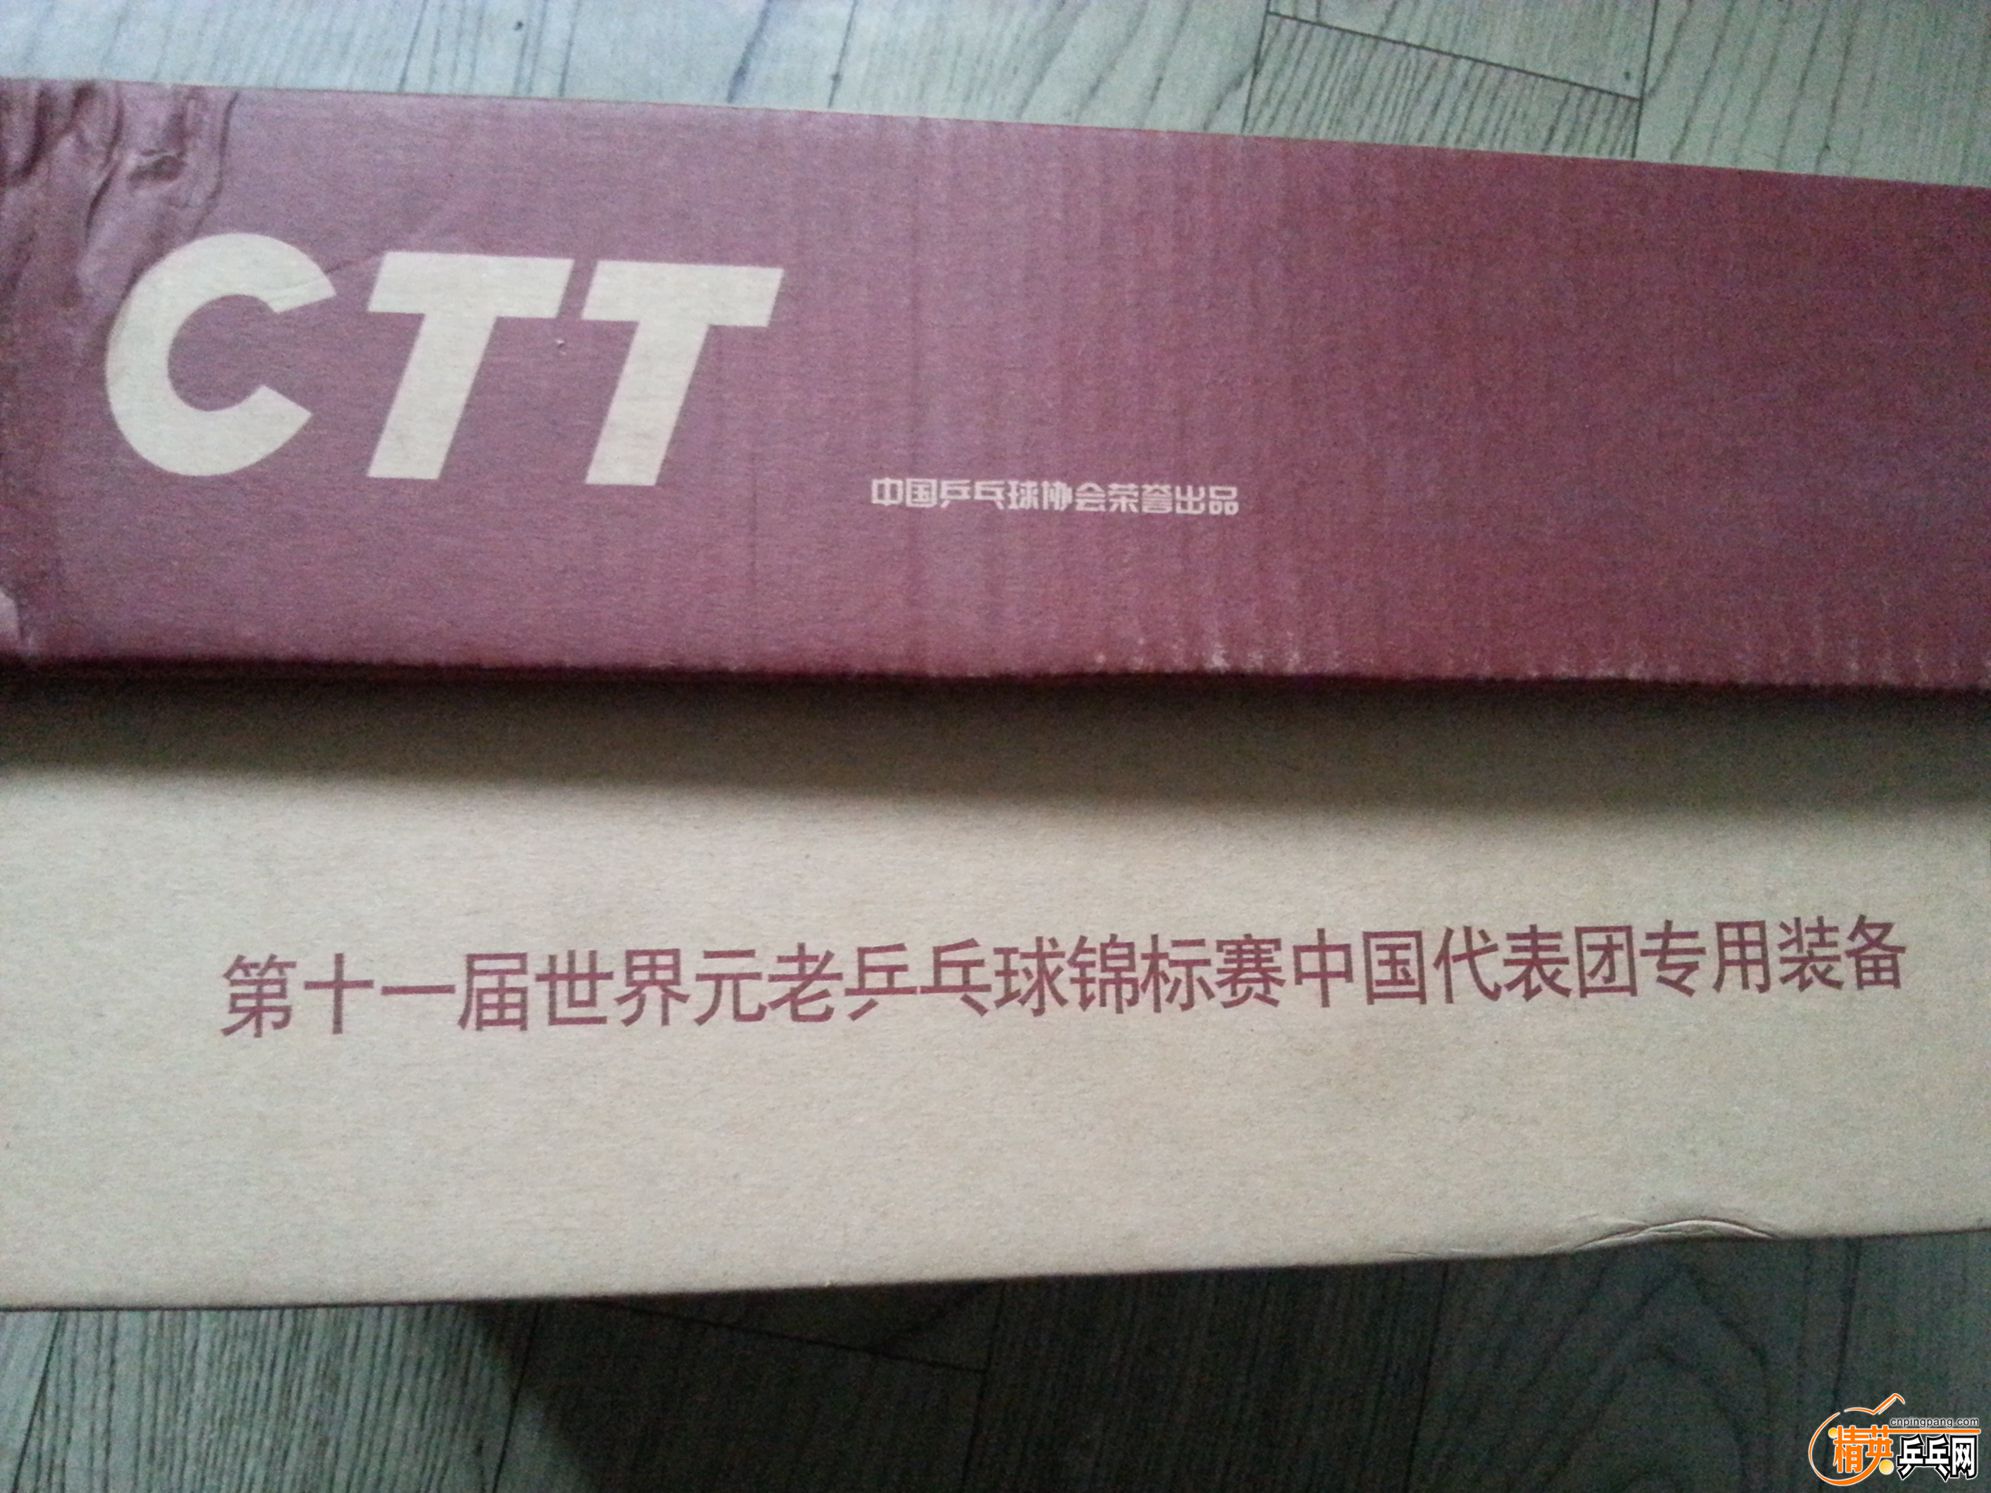 CTT
中国乒乓球协会荣誉出品
第十一届世界元老乒乓球锦标赛中国代表团专用装备
cnpingpang.com
精英乒乓网